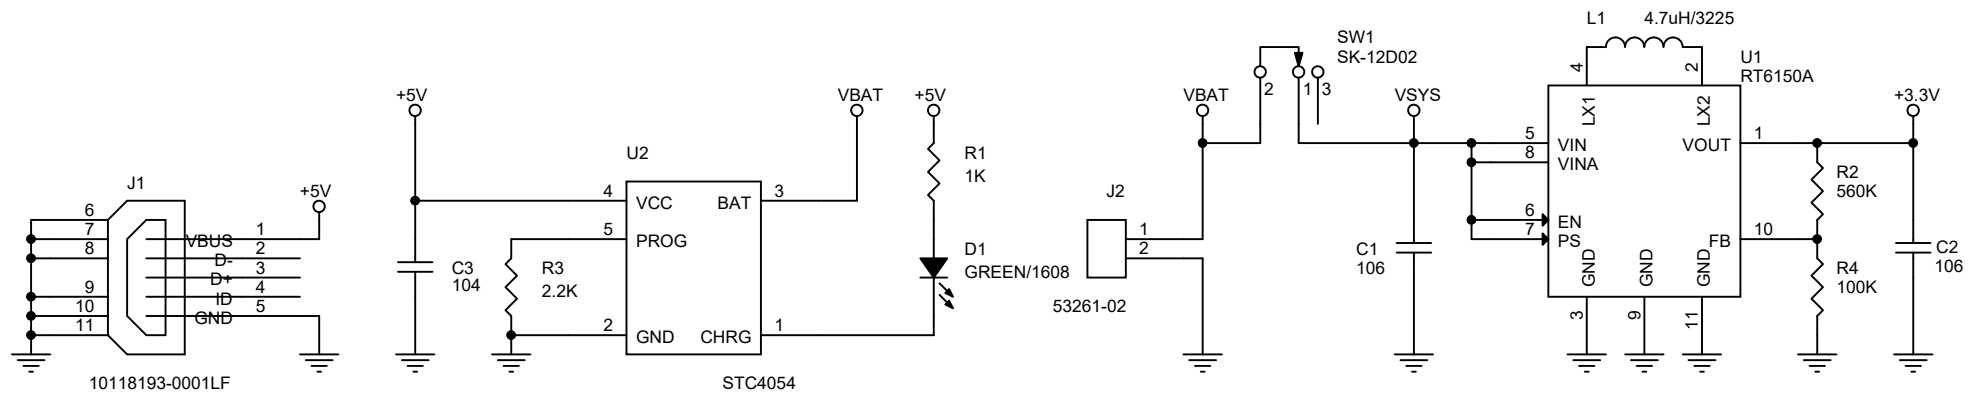 J1
6
7
8
9
10
11
VBUS
D-
D+
ID
GND
1
2
3
4
5
+5V
10118193-0001LF
+5V
C3
104
R3
2.2K
U2
4
5
2
VCC
PROG
GND
BAT
CHRG
3
1
STC4054
VBAT
+5V
R1
1K
D1
GREEN/1608
J2
1
2
53261-02
VBAT
SW1
SK-12D02
2
1
3
VSYS
C1
106
L1
4.7uH/3225
4
2
U1
RT6150A
LX1
LX2
5
8
6
7
VIN
VINA
EN
PS
VOUT
FB
1
10
GND
GND
GND
3
9
11
R2
560K
R4
100K
+3.3V
C2
106